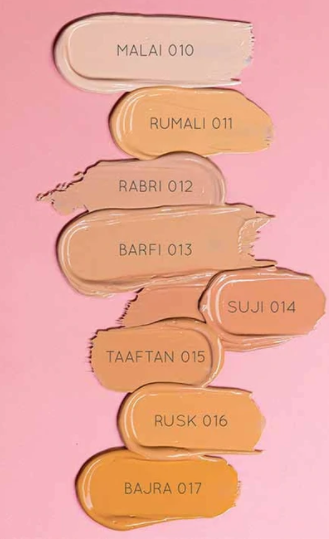 MALAI 010
RUMALI 011
RABRI 012
BARFI 013
SUJI 014
TAAFTAN 015
RUSK 016
BAJRA 017